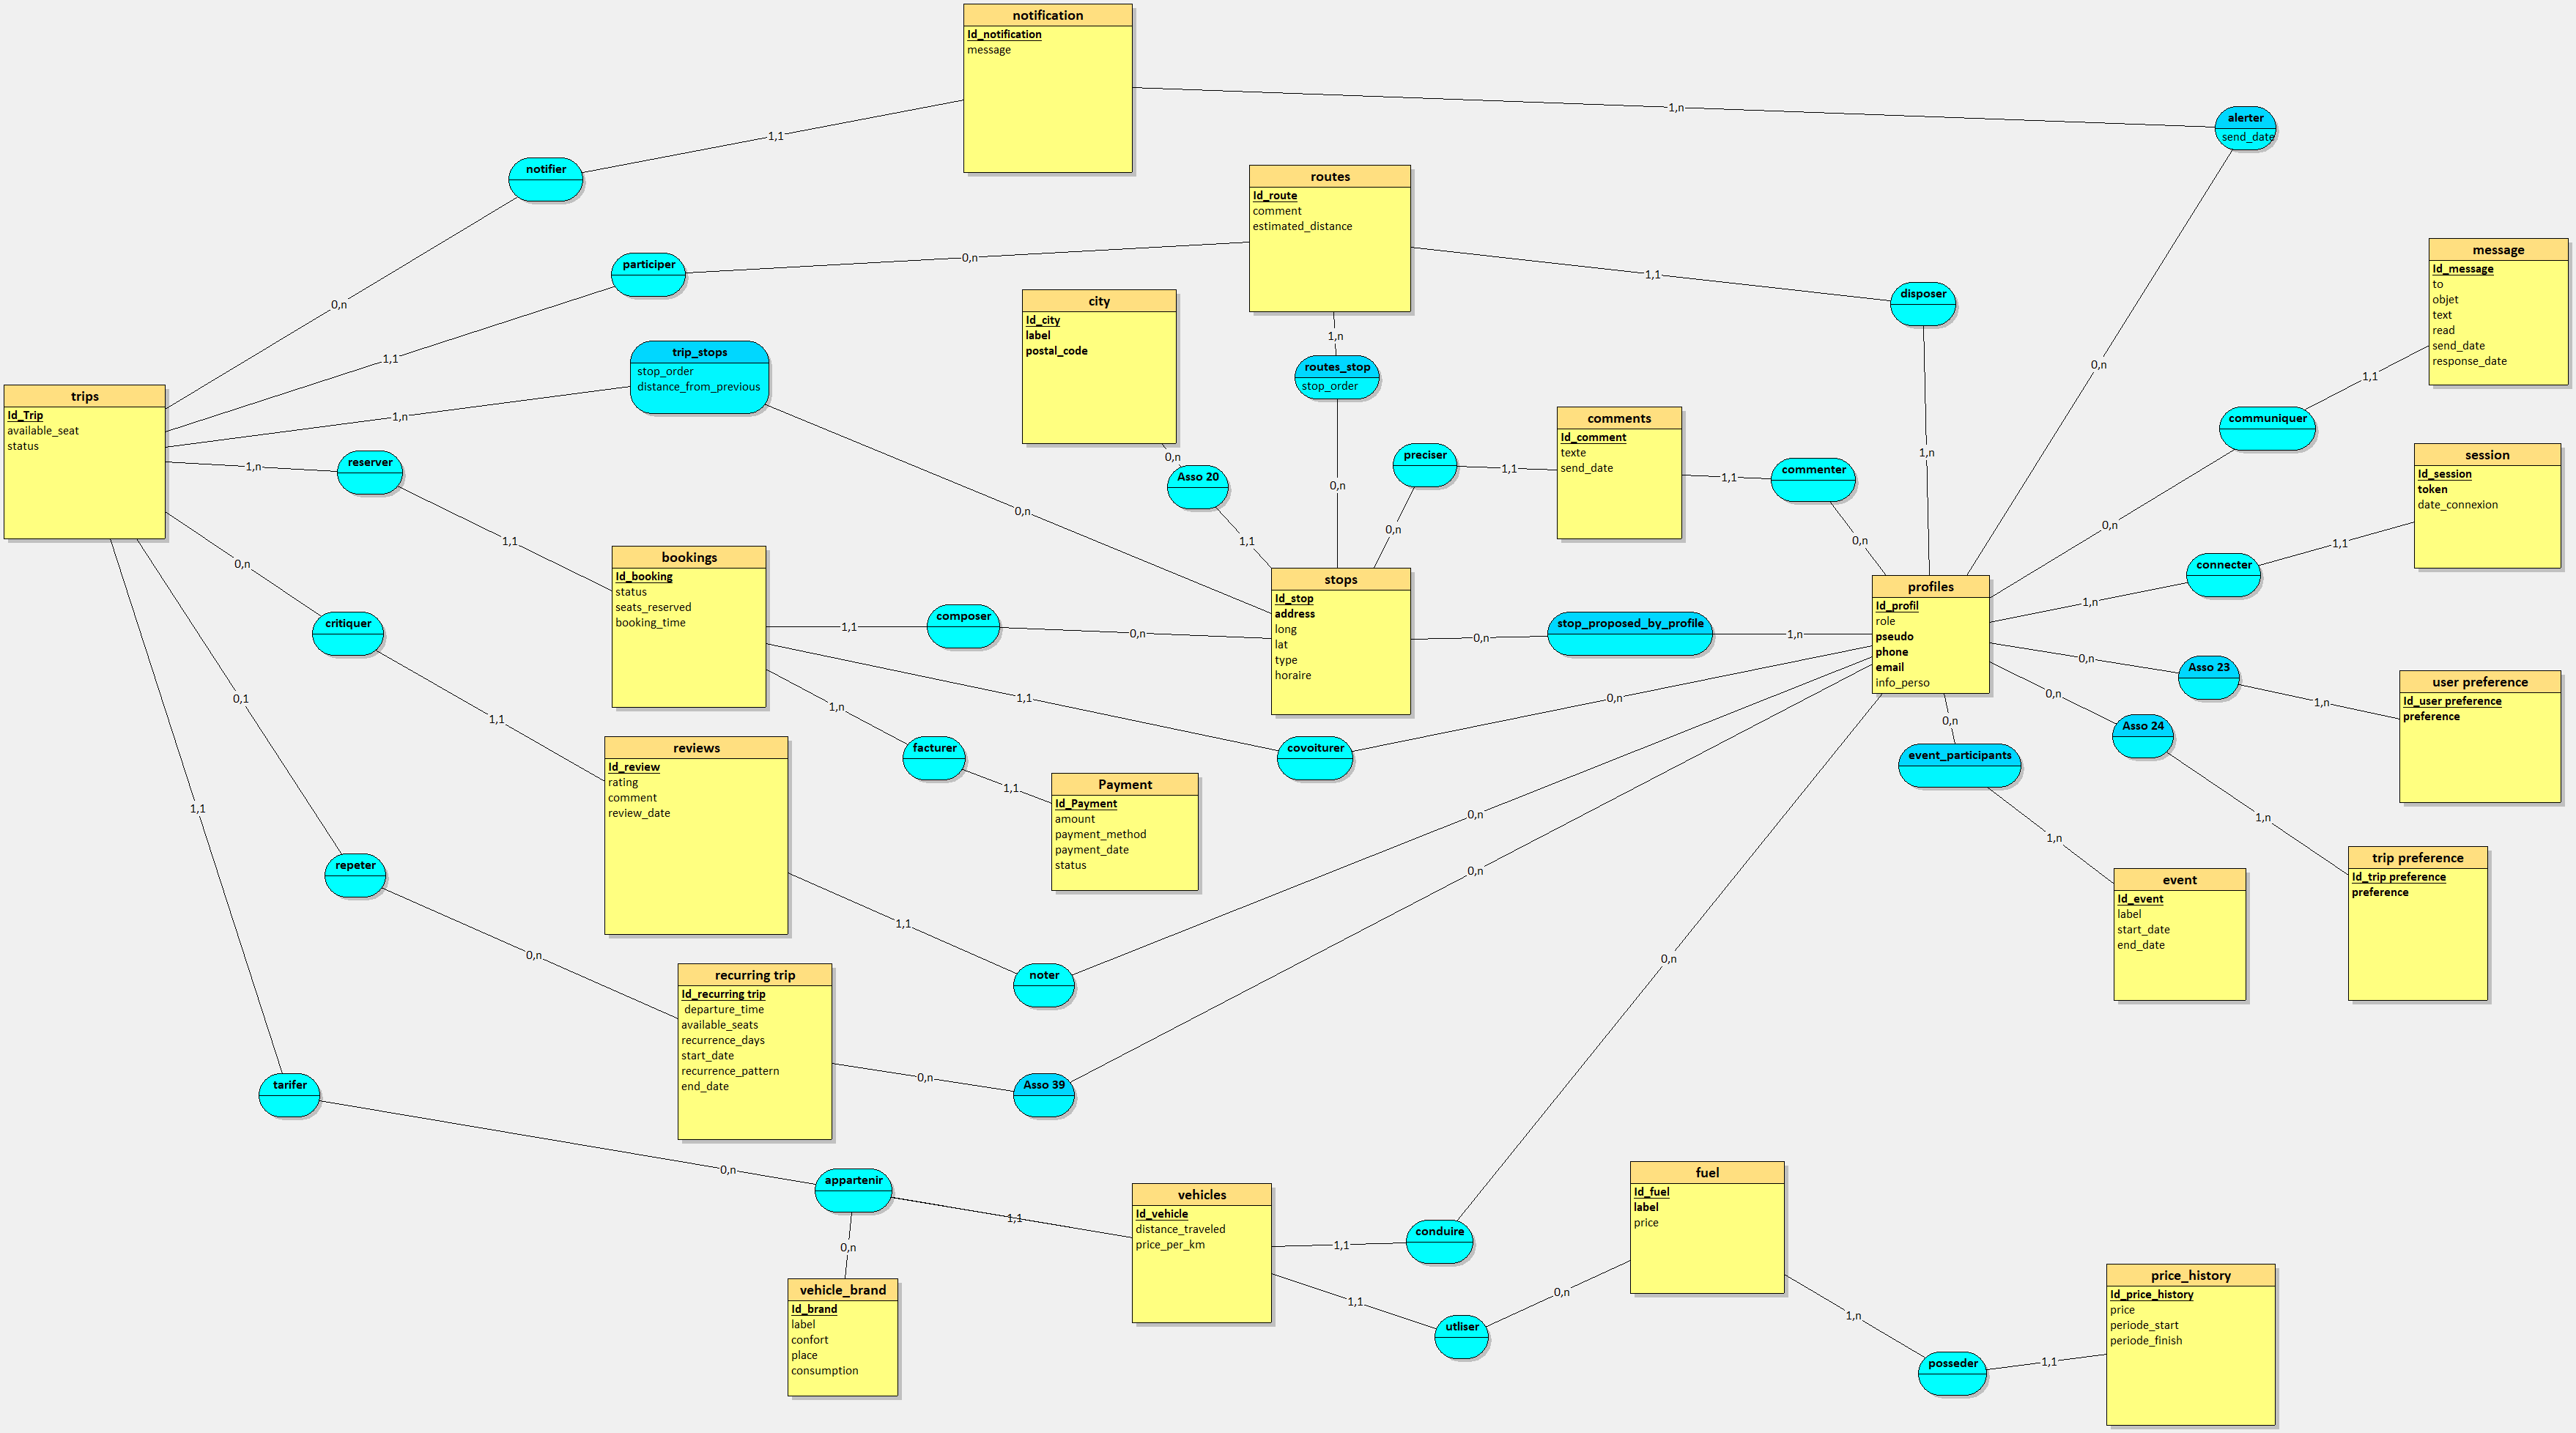 notification
Id_notification
message
1,n
alerter
send_date
1,1
notifier
0,n
routes
Id_route
comment
estimated_distance
participer
0,n
1,1
1,1
disposer
1,n
message
Id_message
to
objet
text
read
send_date
response_date
1,1
communiquer
0,n
0,n
city
Id_city
label
postal_code
0,n
Asso 20
1,1
1,n
routes_stop
stop_order
0,n
trip_stops
stop_order
distance_from_previous
1,n
0,n
trips
Id_Trip
available_seat
status
1,n
reserver
1,1
preciser
1,1
0,n
comments
Id_comment
texte
send_date
1,1
commenter
0,n
session
Id_session
token
date_connexion
1,1
connecter
1,n
bookings
Id_booking
status
seats_reserved
booking_time
1,1
composer
0,n
stops
Id_stop
address
long
lat
type
horaire
0,n
stop_proposed_by_profile
1,n
profiles
Id_profil
role
pseudo
phone
email
info_perso
0,n
critiquer
1,1
1,1
covoiturer
0,n
1,n
facturer
1,1
Payment
Id_Payment
amount
payment_method
payment_date
status
0,n
Asso 23
1,n
user preference
Id_user preference
preference
0,n
Asso 24
1,n
trip preference
Id_trip preference
preference
0,n
event_participants
1,n
event
Id_event
label
start_date
end_date
reviews
Id_review
rating
comment
review_date
1,1
noter
0,n
0,1
repeter
0,n
recurring trip
Id_recurring trip
departure_time
available_seats
recurrence_days
start_date
recurrence_pattern
end_date
0,n
Asso 39
0,n
1,1
tarifer
0,n
appartenir
1,1
0,n
vehicle_brand
Id_brand
label
confort
place
consumption
vehicles
Id_vehicle
distance_traveled
price_per_km
1,1
conduire
0,n
1,1
utliser
0,n
fuel
Id_fuel
label
price
1,n
posseder
1,1
price_history
Id_price_history
price
periode_start
periode_finish